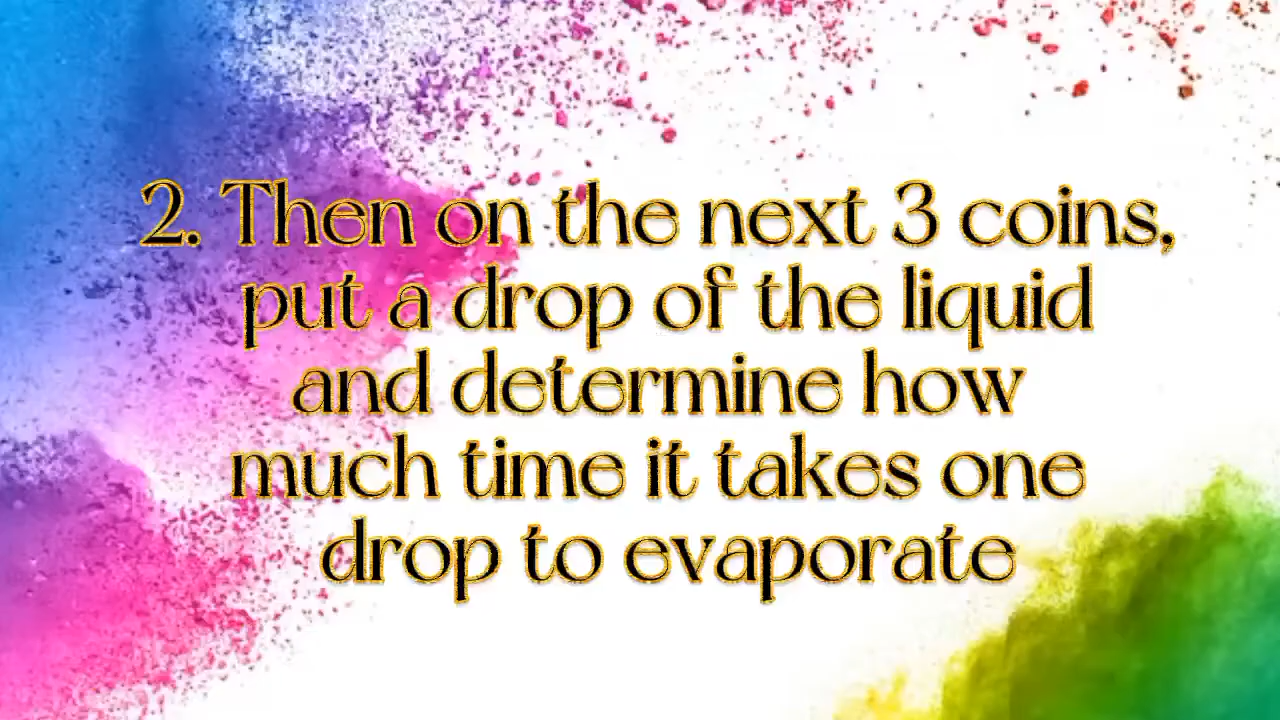 2. Then on the next 3 coins,
put a drop of the liquid
and determine how
much time it takes one
drop to evaporate